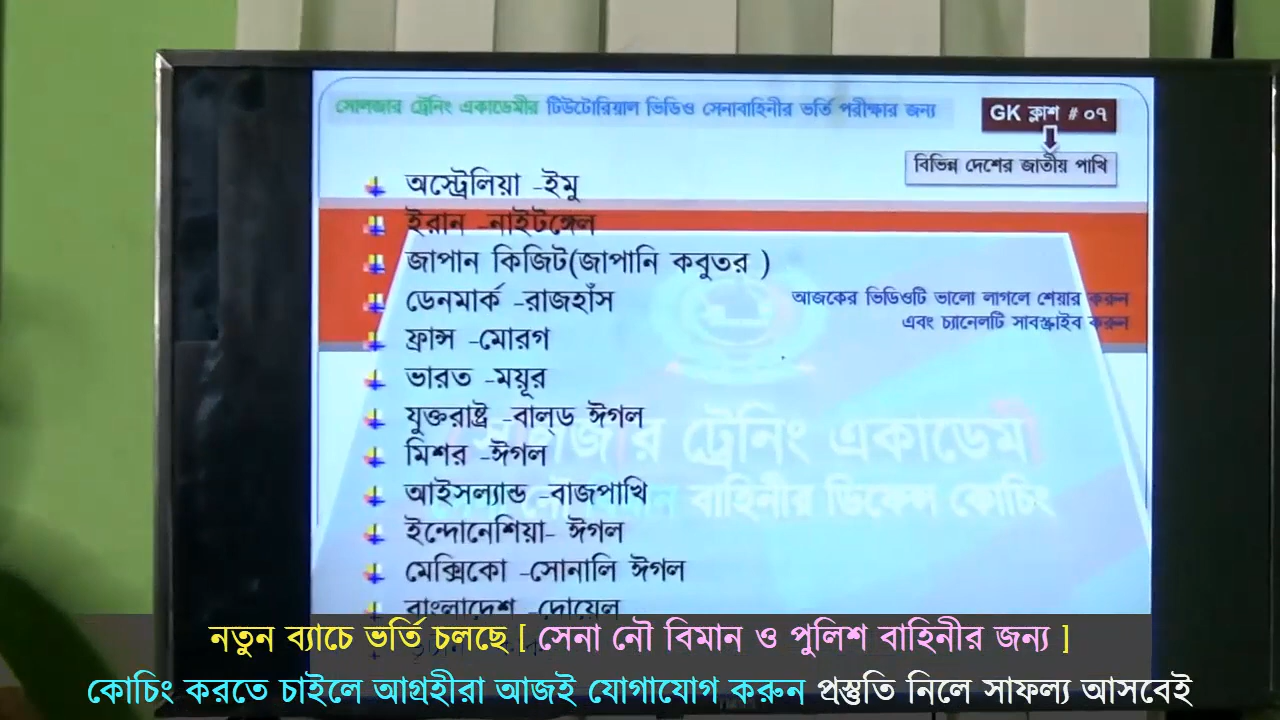 সোলজার ট্রেনিং একাডেমীর টিউটোরিয়াল ভিডিও সেনাবাহিনীর ভর্তি পরীক্ষার জন্য
GK ক্লাশ # ০৭
বিভিন্ন দেশের জাতীয় পাখি
অস্ট্রেলিয়া -ইমু
ইরান -নাইটঙ্গেল
জাপান কিজিট(জাপানি কবুতর )
ডেনমার্ক -রাজহাঁস
আজকের ভিডিওটি ভালো লাগলে শেয়ার করুন
এবং চ্যানেলটি সাবস্ক্রাইব করুন
ফ্রান্স -মোরগ
ভারত -ময়ূর
যুক্তরাষ্ট্র -বাল্ড ঈগল
সোলজার ট্রেনিং একাডেমী
মিশর -ঈগল
আইসল্যান্ড -বাজপাখি
বাহিনীর ডিফেন্স কোচিং
ইন্দোনেশিয়া- ঈগল
মেক্সিকো -সোনালি ঈগল
বাংলাদেশ -দোয়েল
নতুন ব্যাচে ভর্তি চলছে [ সেনা নৌ বিমান ও পুলিশ বাহিনীর জন্য ]
কোচিং করতে চাইলে আগ্রহীরা আজই যোগাযোগ করুন প্রস্তুতি নিলে সাফল্য আসবেই